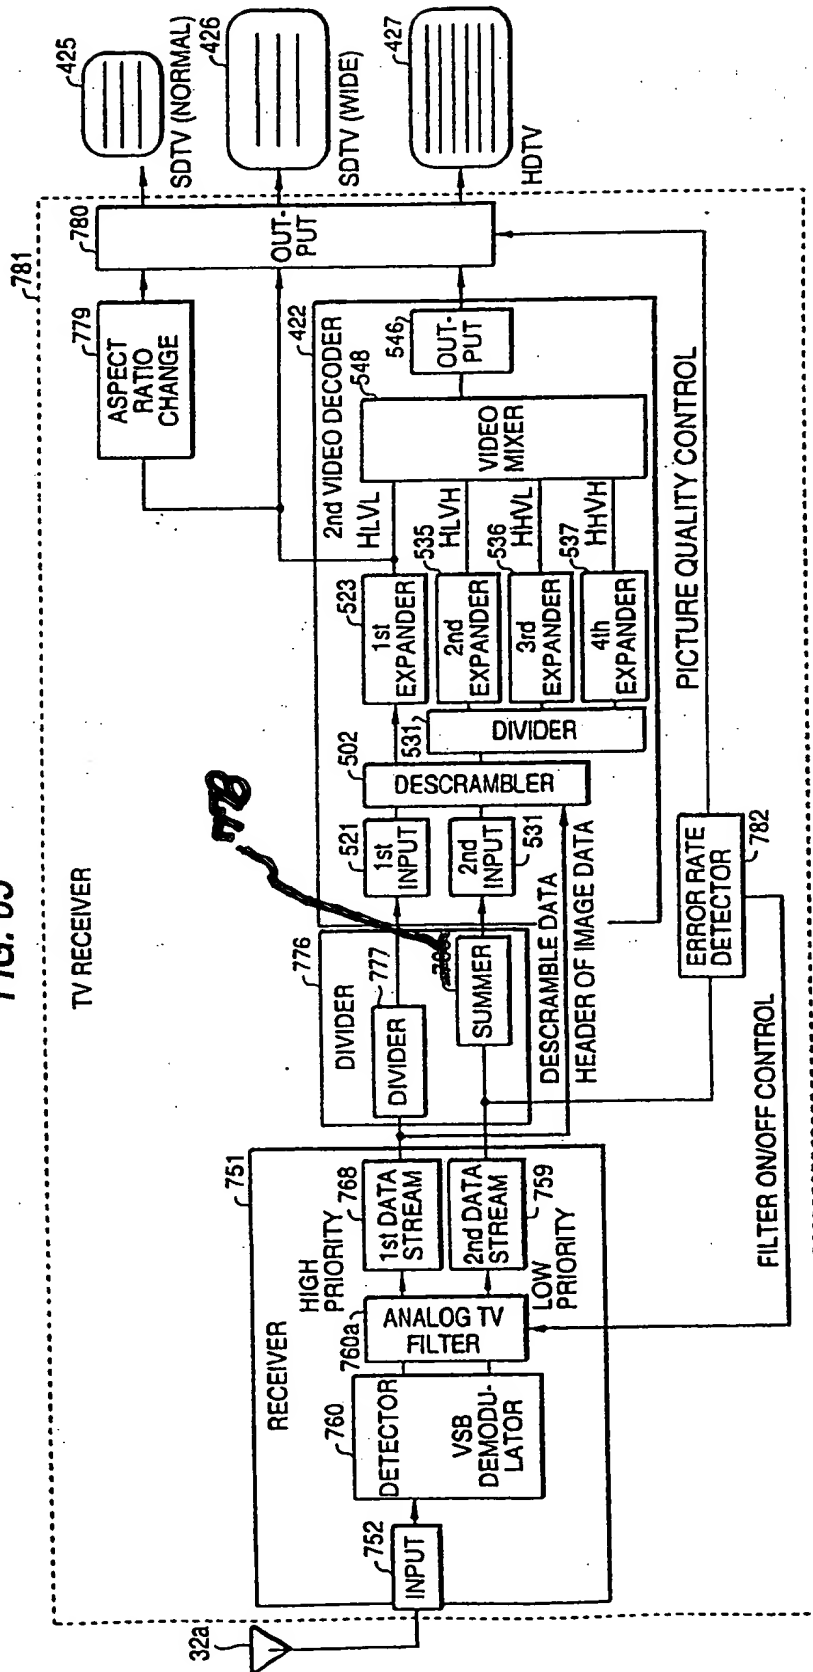 TV RECEIVER
781
32a
RECEIVER
751
752
INPUT
760
DETECTOR
VSB
DEMODU-
LATOR
760a
ANALOG TV
FILTER
HIGH
PRIORITY
768
1st DATA
STREAM
2nd DATA
STREAM
759
LOW
PRIORITY
776
DIVIDER
777
DIVIDER
SUMMER
DESCRAMBLE DATA
HEADER OF IMAGE DATA
2nd VIDEO DECODER
422
521
1st
INPUT
2nd
INPUT
531
502
DESCRAMBLER
531
DIVIDER
523
1st
EXPANDER
HLVL
535
2nd
EXPANDER
HLVH
536
3rd
EXPANDER
HHVL
537
4th
EXPANDER
HHVH
548
VIDEO
MIXER
546
OUT-
PUT
779
ASPECT
RATIO
CHANGE
780
OUT-
PUT
425
SDTV (NORMAL)
426
SDTV (WIDE)
427
HDTV
PICTURE QUALITY CONTROL
ERROR RATE
DETECTOR
782
FILTER ON/OFF CONTROL